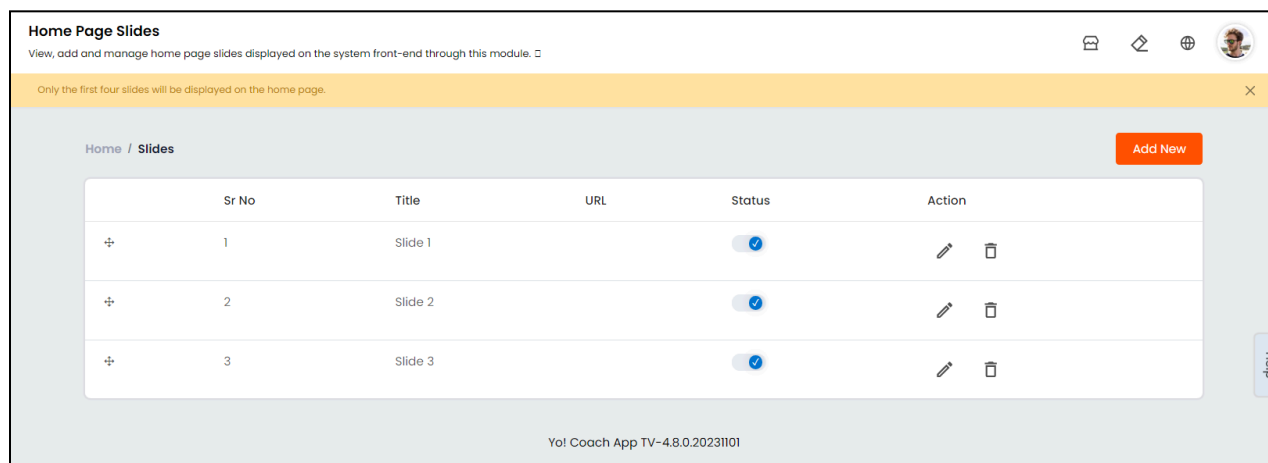 Home Page Slides
View, add and manage home page slides displayed on the system front-end through this module.
Only the first four slides will be displayed on the home page.
Home / Slides
Add New
Sr No Title URL Status Action
1 Slide 1
2 Slide 2
3 Slide 3
Help
Yo! Coach App TV-4.8.0.20231101